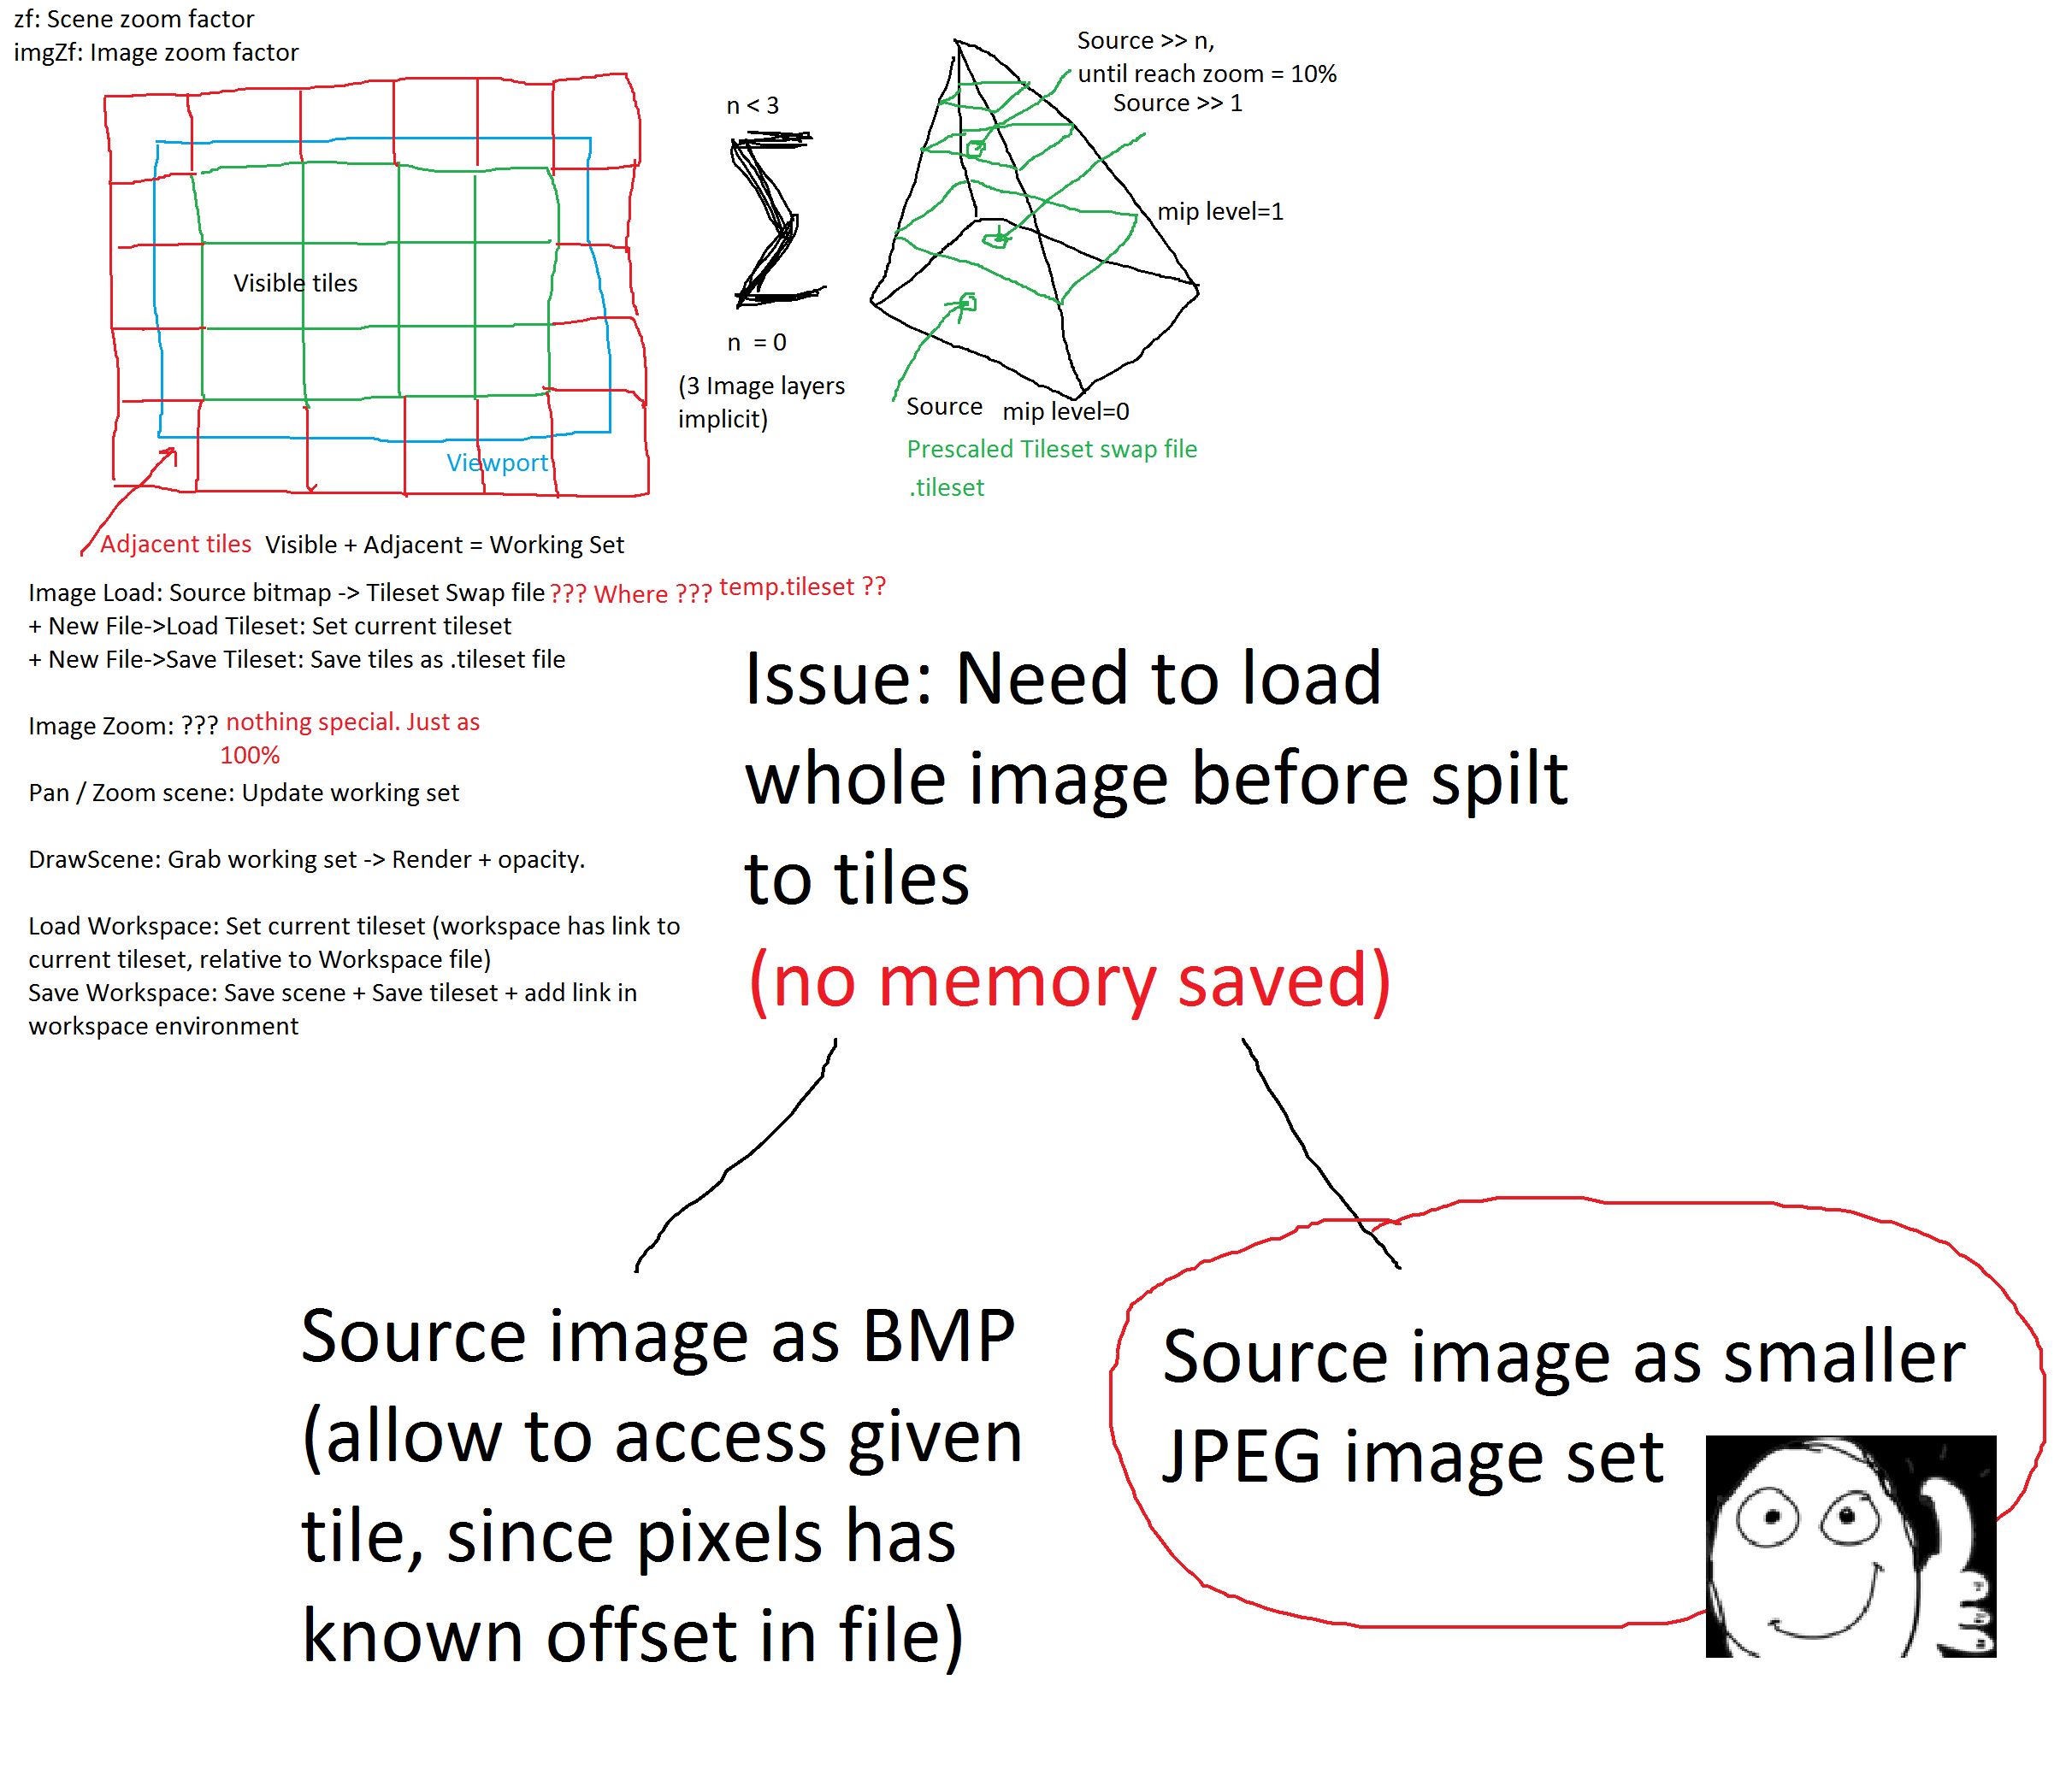 zf: Scene zoom factor
imgZf: Image zoom factor
Visible tiles
Viewport
Adjacent tiles Visible + Adjacent = Working Set
n < 3
n = 0
(3 Image layers
implicit)
Source >> n,
until reach zoom = 10%
Source >> 1
mip level=1
Source mip level=0
Prescaled Tileset swap file
.tileset
Image Load: Source bitmap -> Tileset Swap file ??? Where ??? temp.tileset ??
+ New File->Load Tileset: Set current tileset
+ New File->Save Tileset: Save tiles as .tileset file
Image Zoom: ??? nothing special. Just as
100%
Pan / Zoom scene: Update working set
DrawScene: Grab working set -> Render + opacity.
Load Workspace: Set current tileset (workspace has link to
current tileset, relative to Workspace file)
Save Workspace: Save scene + Save tileset + add link in
workspace environment
Issue: Need to load
whole image before spilt
to tiles
(no memory saved)
Source image as BMP
(allow to access given
tile, since pixels has
known offset in file)
Source image as smaller
JPEG image set